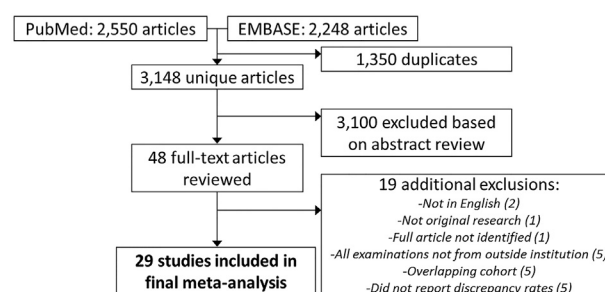 PubMed: 2,550 articles
EMBASE: 2,248 articles
1,350 duplicates
3,148 unique articles
3,100 excluded based
on abstract review
48 full-text articles
reviewed
19 additional exclusions:
-Not in English (2)
-Not original research (1)
-Full article not identified (1)
-All examinations not from outside institution (5)
-Overlapping cohort (5)
-Did not report discrepancy rates (5)
29 studies included in
final meta-analysis